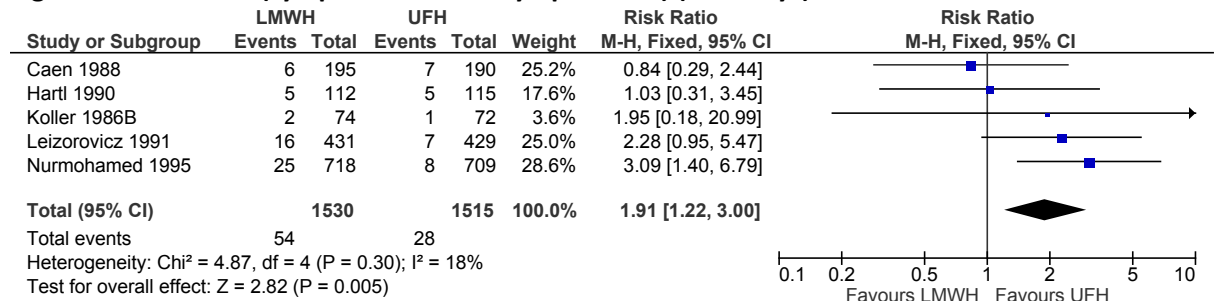 LMWH UFH Risk Ratio Risk Ratio
Study or Subgroup Events Total Events Total Weight M-H, Fixed, 95% CI M-H, Fixed, 95% CI
Caen 1988 6 195 7 190 25.2% 0.84 [0.29, 2.44]
Hartl 1990 5 112 5 115 17.6% 1.03 [0.31, 3.45]
Koller 1986B 2 74 1 72 3.6% 1.95 [0.18, 20.99]
Leizorovicz 1991 16 431 7 429 25.0% 2.28 [0.95, 5.47]
Nurmohamed 1995 25 718 8 709 28.6% 3.09 [1.40, 6.79]
Total (95% CI) 1530 1515 100.0% 1.91 [1.22, 3.00]
Total events 54 28
Heterogeneity: Chi² = 4.87, df = 4 (P = 0.30); I² = 18%
Test for overall effect: Z = 2.82 (P = 0.005)
0.1 0.2 0.5 1 2 5 10
Favours LMWH Favours UFH